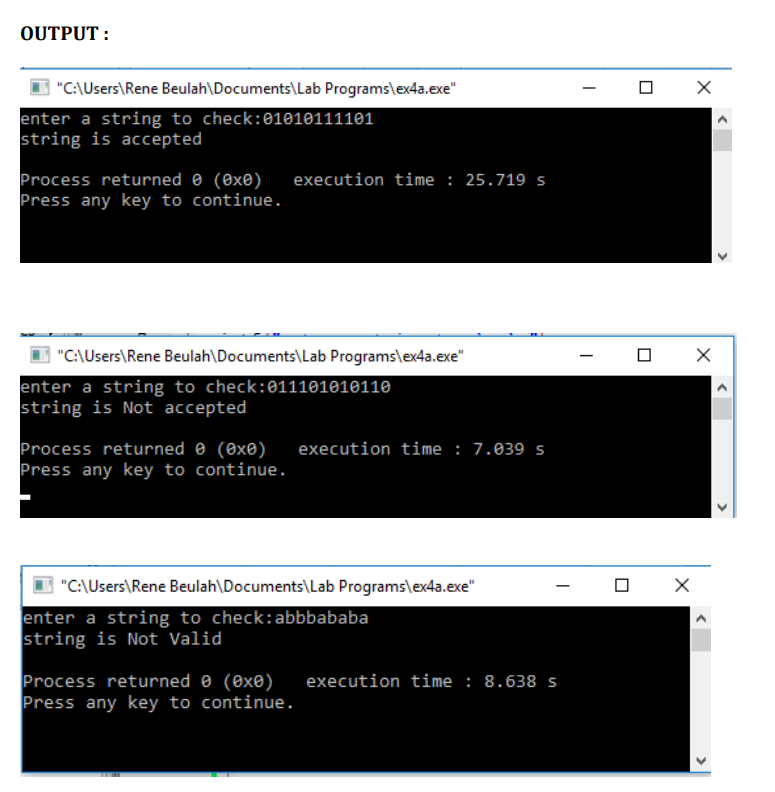 OUTPUT :
"C:\Users\Rene Beulah\Documents\Lab Programs\ex4a.exe"
enter a string to check:01010111101
string is accepted
Process returned 0 (0x0)   execution time : 25.719 s
Press any key to continue.
"C:\Users\Rene Beulah\Documents\Lab Programs\ex4a.exe"
enter a string to check:011101010110
string is Not accepted
Process returned 0 (0x0)   execution time : 7.039 s
Press any key to continue.
"C:\Users\Rene Beulah\Documents\Lab Programs\ex4a.exe"
enter a string to check:abbbababa
string is Not Valid
Process returned 0 (0x0)   execution time : 8.638 s
Press any key to continue.